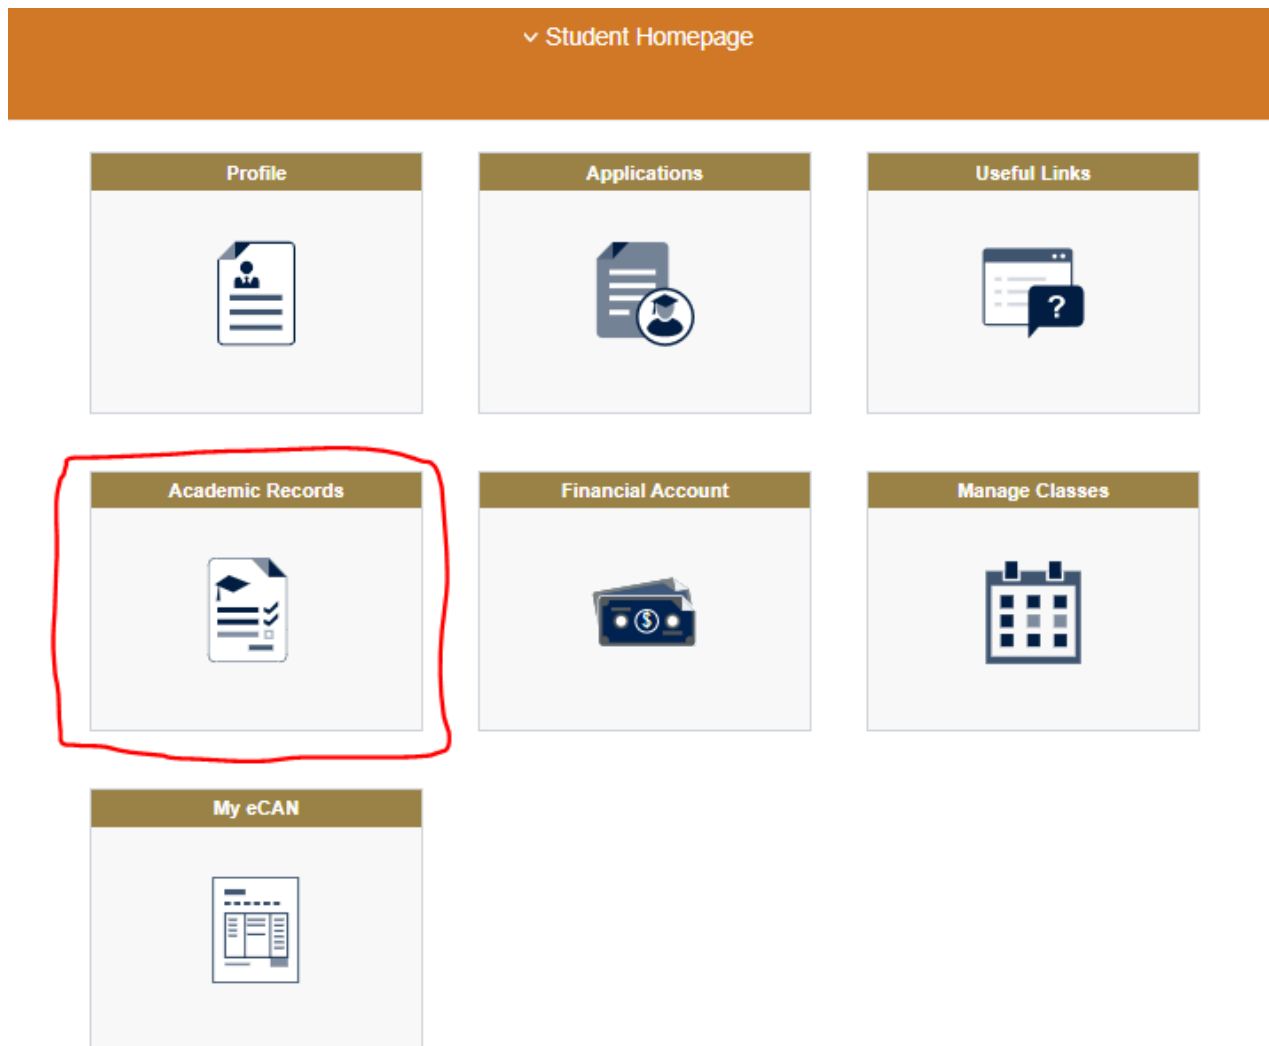 Student Homepage
Profile
Applications
Useful Links
?
Academic Records
Financial Account
Manage Classes
$
My eCAN